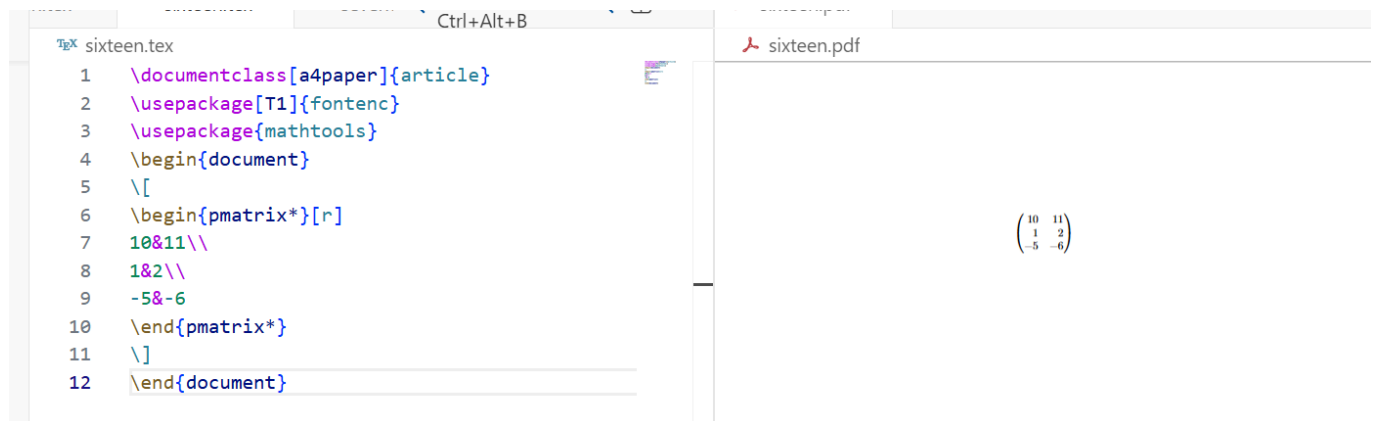 Ctrl+Alt+B
TEX sixteen.tex
sixteen.pdf
1 \documentclass[a4paper]{article}
2 \usepackage[T1]{fontenc}
3 \usepackage{mathtools}
4 \begin{document}
5 \[
6 \begin{pmatrix*}[r]
7 10&11\\
8 1&2\\
9 -5&-6
10 \end{pmatrix*}
11 \]
12 \end{document}
10 11
1 2
−5 −6